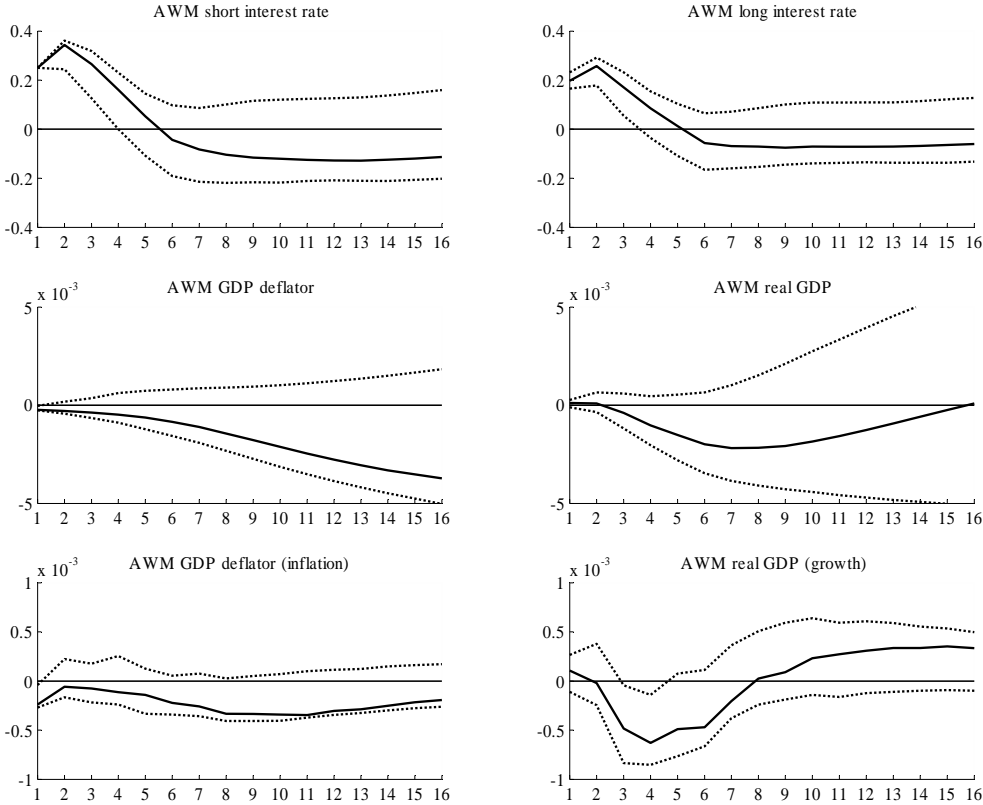 AWM short interest rate
0.4
0.2
0
-0.2
-0.4
1 2 3 4 5 6 7 8 9 10 11 12 13 14 15 16
AWM long interest rate
0.4
0.2
0
-0.2
-0.4
1 2 3 4 5 6 7 8 9 10 11 12 13 14 15 16
AWM GDP deflator
x 10^-3
5
0
-5
1 2 3 4 5 6 7 8 9 10 11 12 13 14 15 16
AWM real GDP
x 10^-3
5
0
-5
1 2 3 4 5 6 7 8 9 10 11 12 13 14 15 16
AWM GDP deflator (inflation)
x 10^-3
1
0.5
0
-0.5
-1
1 2 3 4 5 6 7 8 9 10 11 12 13 14 15 16
AWM real GDP (growth)
x 10^-3
1
0.5
0
-0.5
-1
1 2 3 4 5 6 7 8 9 10 11 12 13 14 15 16